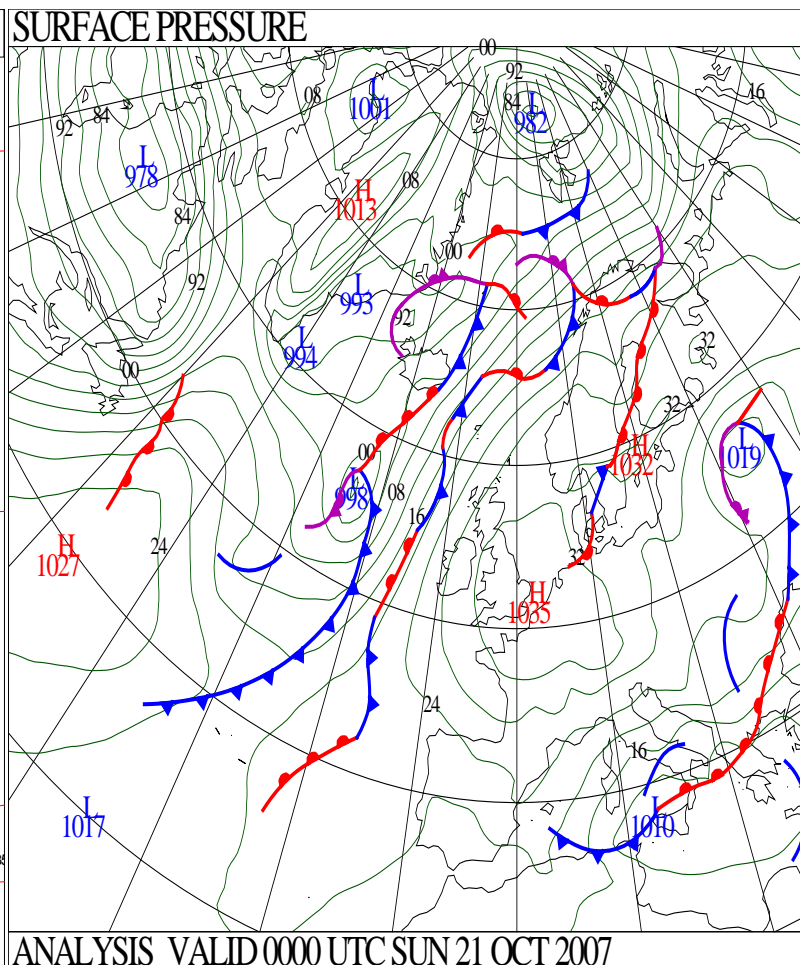 SURFACE PRESSURE
00
92
L
1001
08
84
L
982
16
92
84
L
978
H
1013
08
84
00
92
L
993
92
L
994
32
00
32
H
1032
L
1019
00
L
998
08
16
24
H
1027
32
H
1035
24
16
L
1017
L
1010
ANALYSIS VALID 0000 UTC SUN 21 OCT 2007